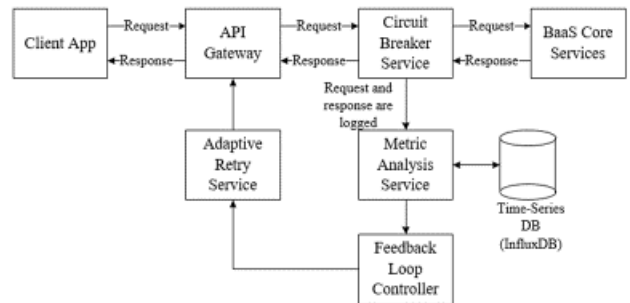 Client App
Request
Response
API
Gateway
Request
Response
Circuit
Breaker
Service
Request
Response
BaaS Core
Services
Request and
response are
logged
Adaptive
Retry
Service
Metric
Analysis
Service
Time-Series
DB
(InfluxDB)
Feedback
Loop
Controller